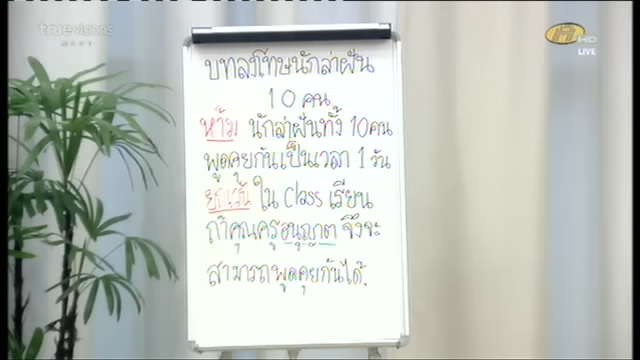 truevisions
HD
LIVE
บทลงโทษนักล่าฝัน
10 คน
ห้าม นักล่าฝันทั้ง 10 คน
พูดคุยกันเป็นเวลา 1 วัน
ยกเว้น ใน Class เรียน
ถ้าคุณครูอนุญาต จึงจะ
สามารถพูดคุยกันได้.